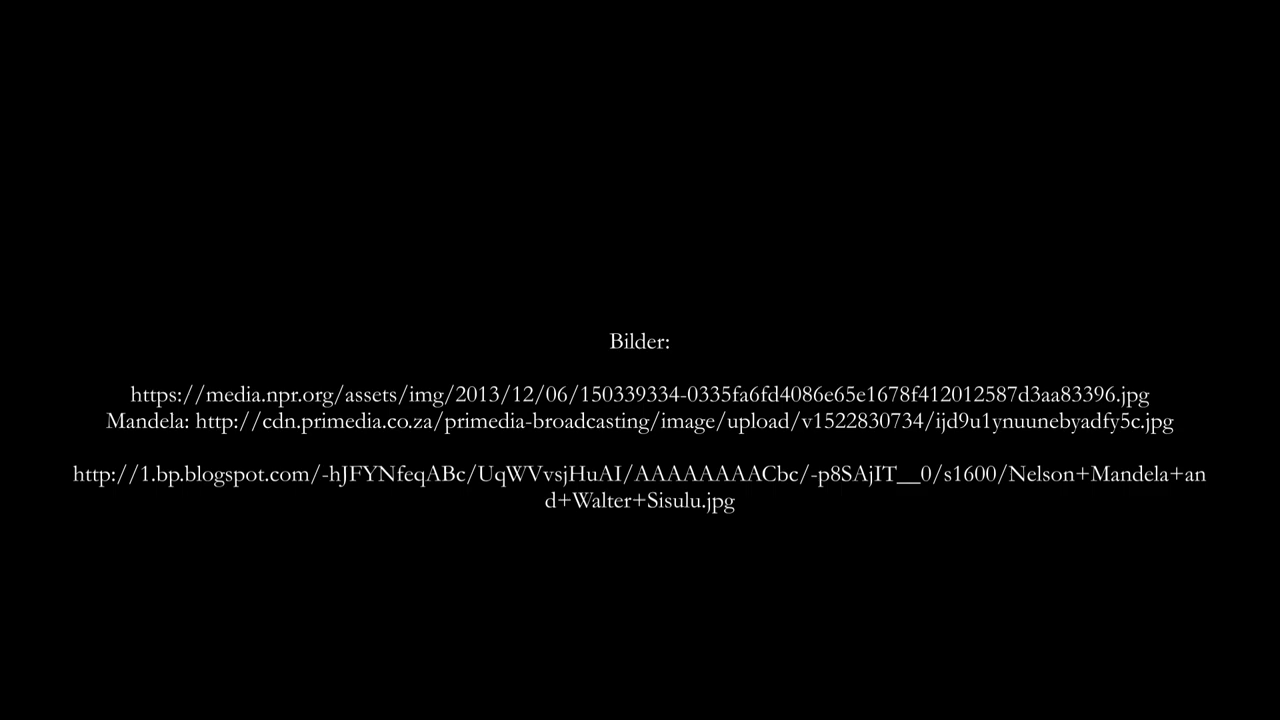 Bilder:
https://media.npr.org/assets/img/2013/12/06/150339334-0335fa6fd4086e65e1678f412012587d3aa83396.jpg
Mandela: http://cdn.primedia.co.za/primedia-broadcasting/image/upload/v1522830734/ijd9u1ynuunebyadfy5c.jpg
http://1.bp.blogspot.com/-hJFYNfeqABc/UqWVvsjHuAI/AAAAAAAACbc/-p8SAjIT__0/s1600/Nelson+Mandela+an
d+Walter+Sisulu.jpg